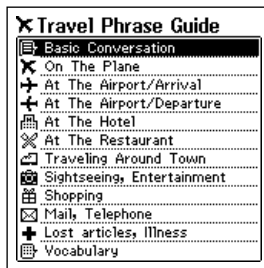 Travel Phrase Guide
Basic Conversation
On The Plane
At The Airport/Arrival
At The Airport/Departure
At The Hotel
At The Restaurant
Traveling Around Town
Sightseeing, Entertainment
Shopping
Mail, Telephone
Lost articles, Illness
Vocabulary